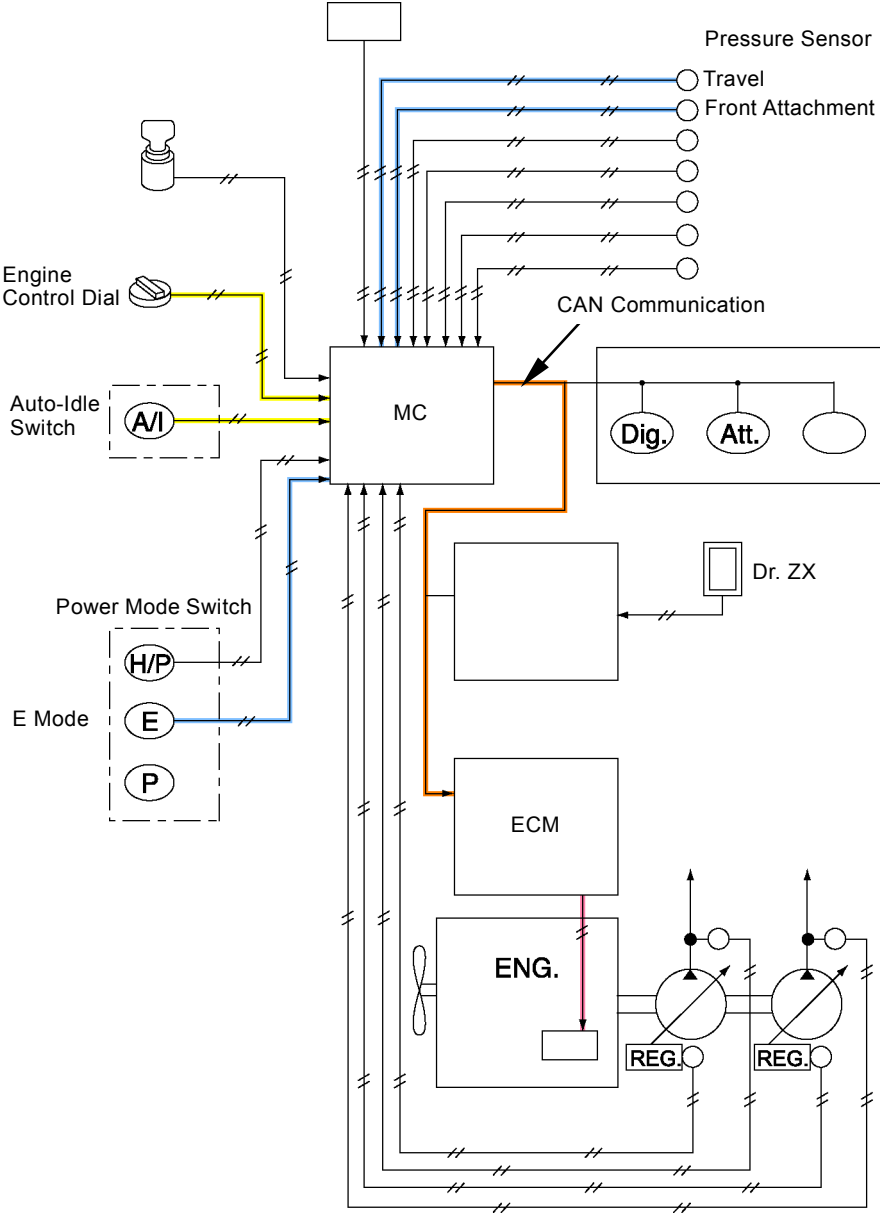 Pressure Sensor
Travel
Front Attachment
Engine
Control Dial
CAN Communication
Auto-Idle
Switch
A/I
MC
Dig.
Att.
Dr. ZX
Power Mode Switch
H/P
E Mode
E
P
ECM
ENG.
REG.
REG.